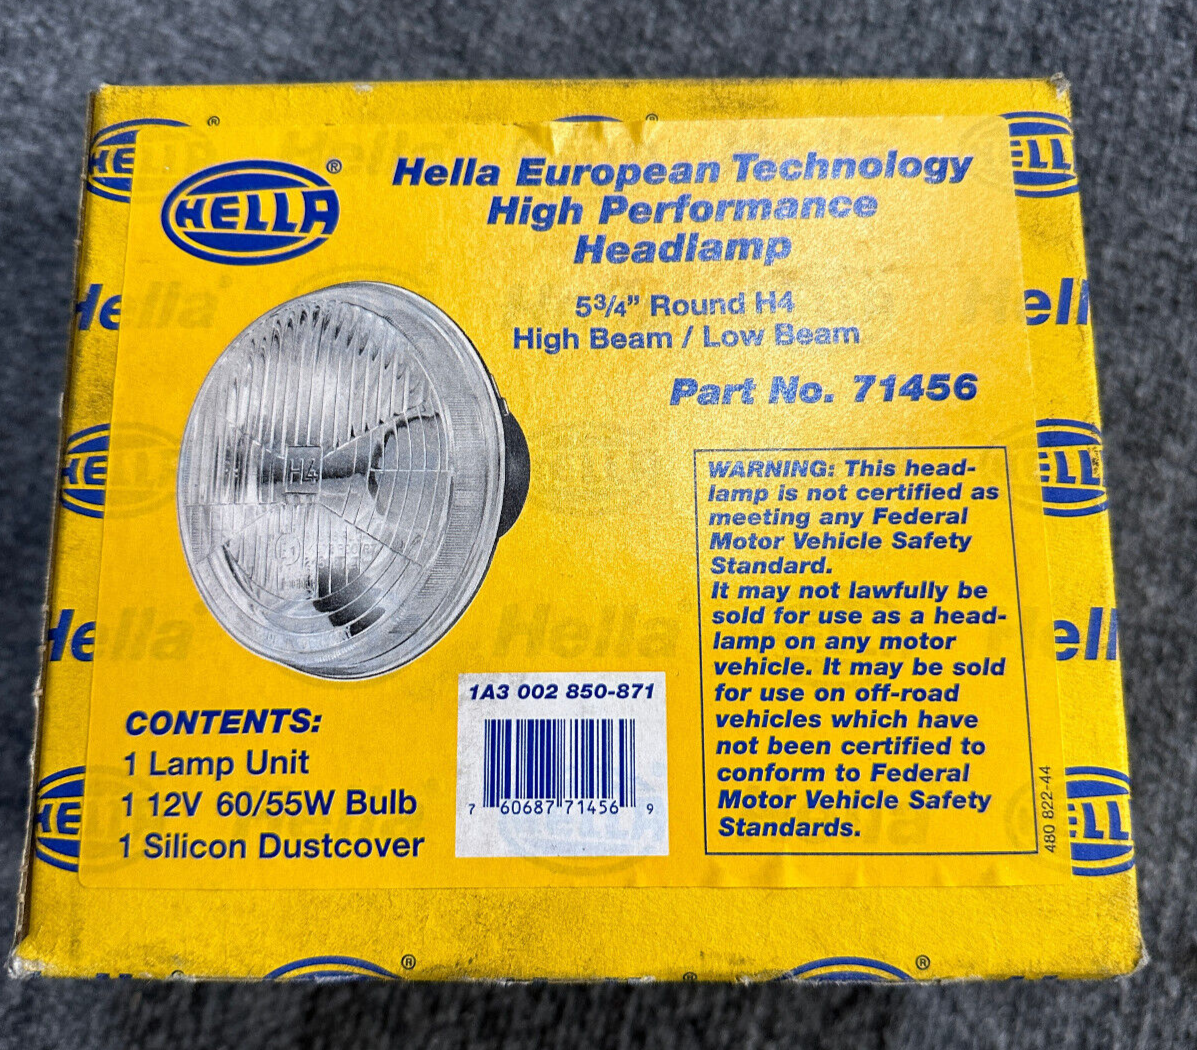 HELLA®
Hella European Technology
High Performance
Headlamp
5¾” Round H4
High Beam / Low Beam
Part No. 71456
H4
WARNING: This head-
lamp is not certified as
meeting any Federal
Motor Vehicle Safety
Standard.
It may not lawfully be
sold for use as a head-
lamp on any motor
vehicle. It may be sold
for use on off-road
vehicles which have
not been certified to
conform to Federal
Motor Vehicle Safety
Standards.
480 822-44
1A3 002 850-871
7 60687 71456 9
CONTENTS:
1 Lamp Unit
1 12V 60/55W Bulb
1 Silicon Dustcover